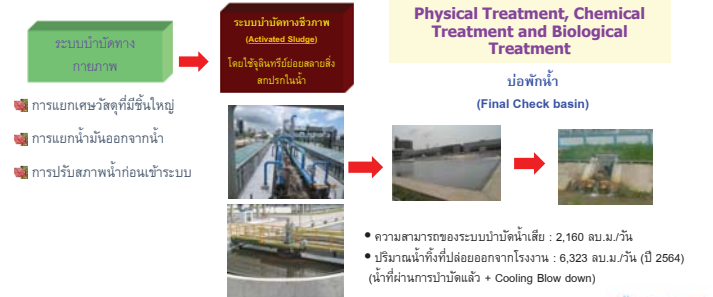 ระบบบำบัดทาง
กายภาพ
การแยกเศษวัสดุที่มีชิ้นใหญ่
การแยกน้ำมันออกจากน้ำ
การปรับสภาพน้ำก่อนเข้าระบบ
ระบบบำบัดทางชีวภาพ
(Activated Sludge)
โดยใช้จุลินทรีย์ย่อยสลายสิ่ง
สกปรกในน้ำ
Physical Treatment, Chemical
Treatment and Biological
Treatment
บ่อพักน้ำ
(Final Check basin)
• ความสามารถของระบบบำบัดน้ำเสีย : 2,160 ลบ.ม./วัน
• ปริมาณน้ำทิ้งที่ปล่อยออกจากโรงงาน : 6,323 ลบ.ม./วัน (ปี 2564)
(น้ำที่ผ่านการบำบัดแล้ว + Cooling Blow down)